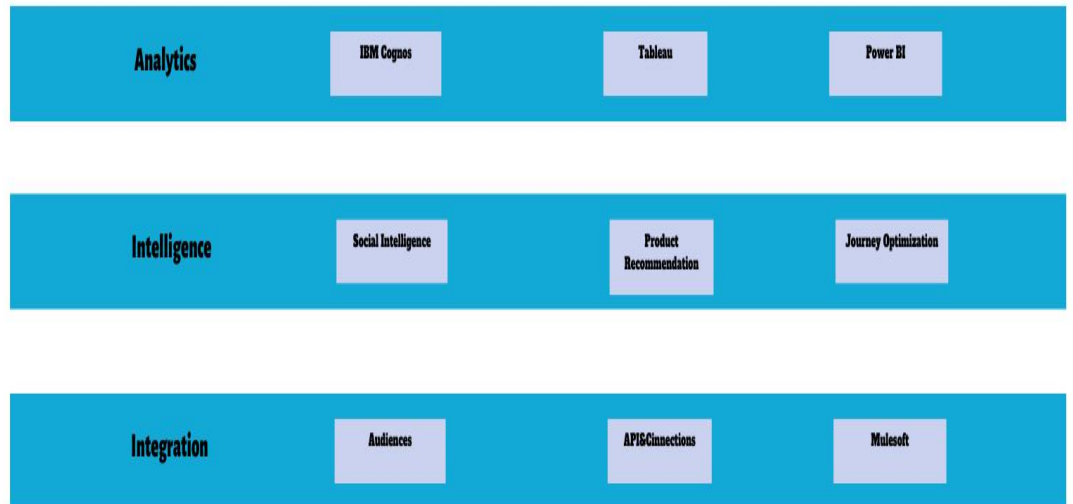 Analytics
IBM Cognos
Tableau
Power BI
Intelligence
Social Intelligence
Product
Recommendation
Journey Optimization
Integration
Audiences
API&Cinnections
Mulesoft